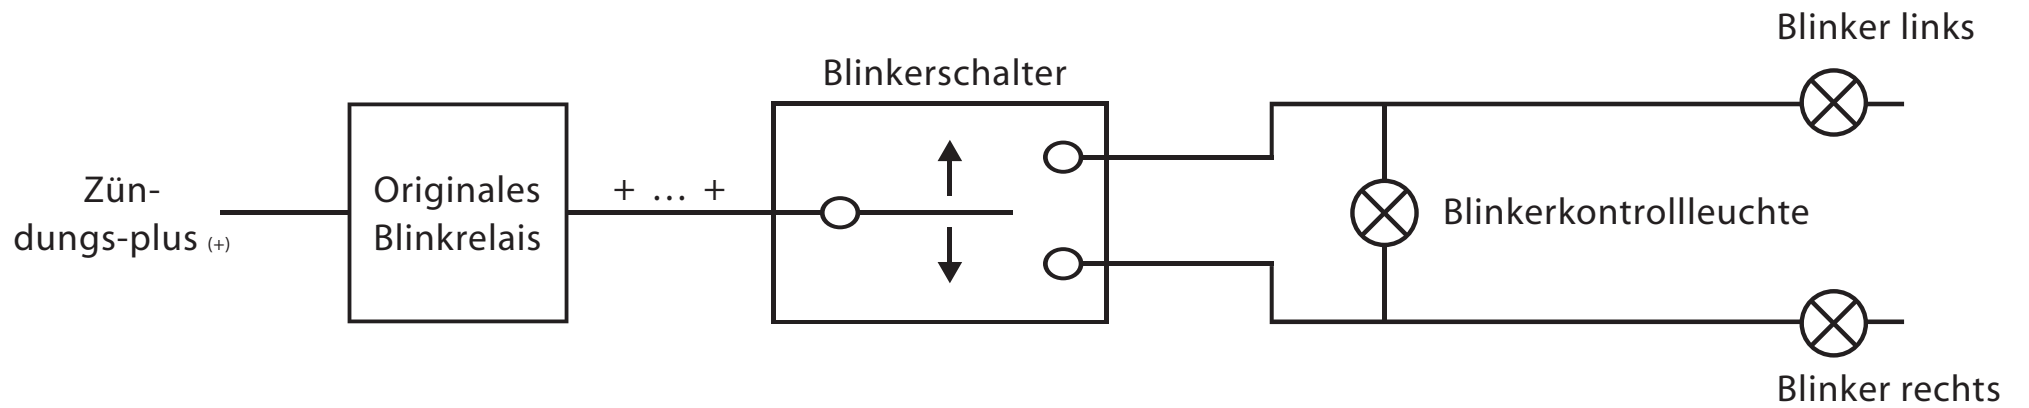 Blinker links
Blinkerschalter
Zün-
dungs-plus (+)
Originales
Blinkrelais
+ ... +
Blinkerkontrollleuchte
Blinker rechts